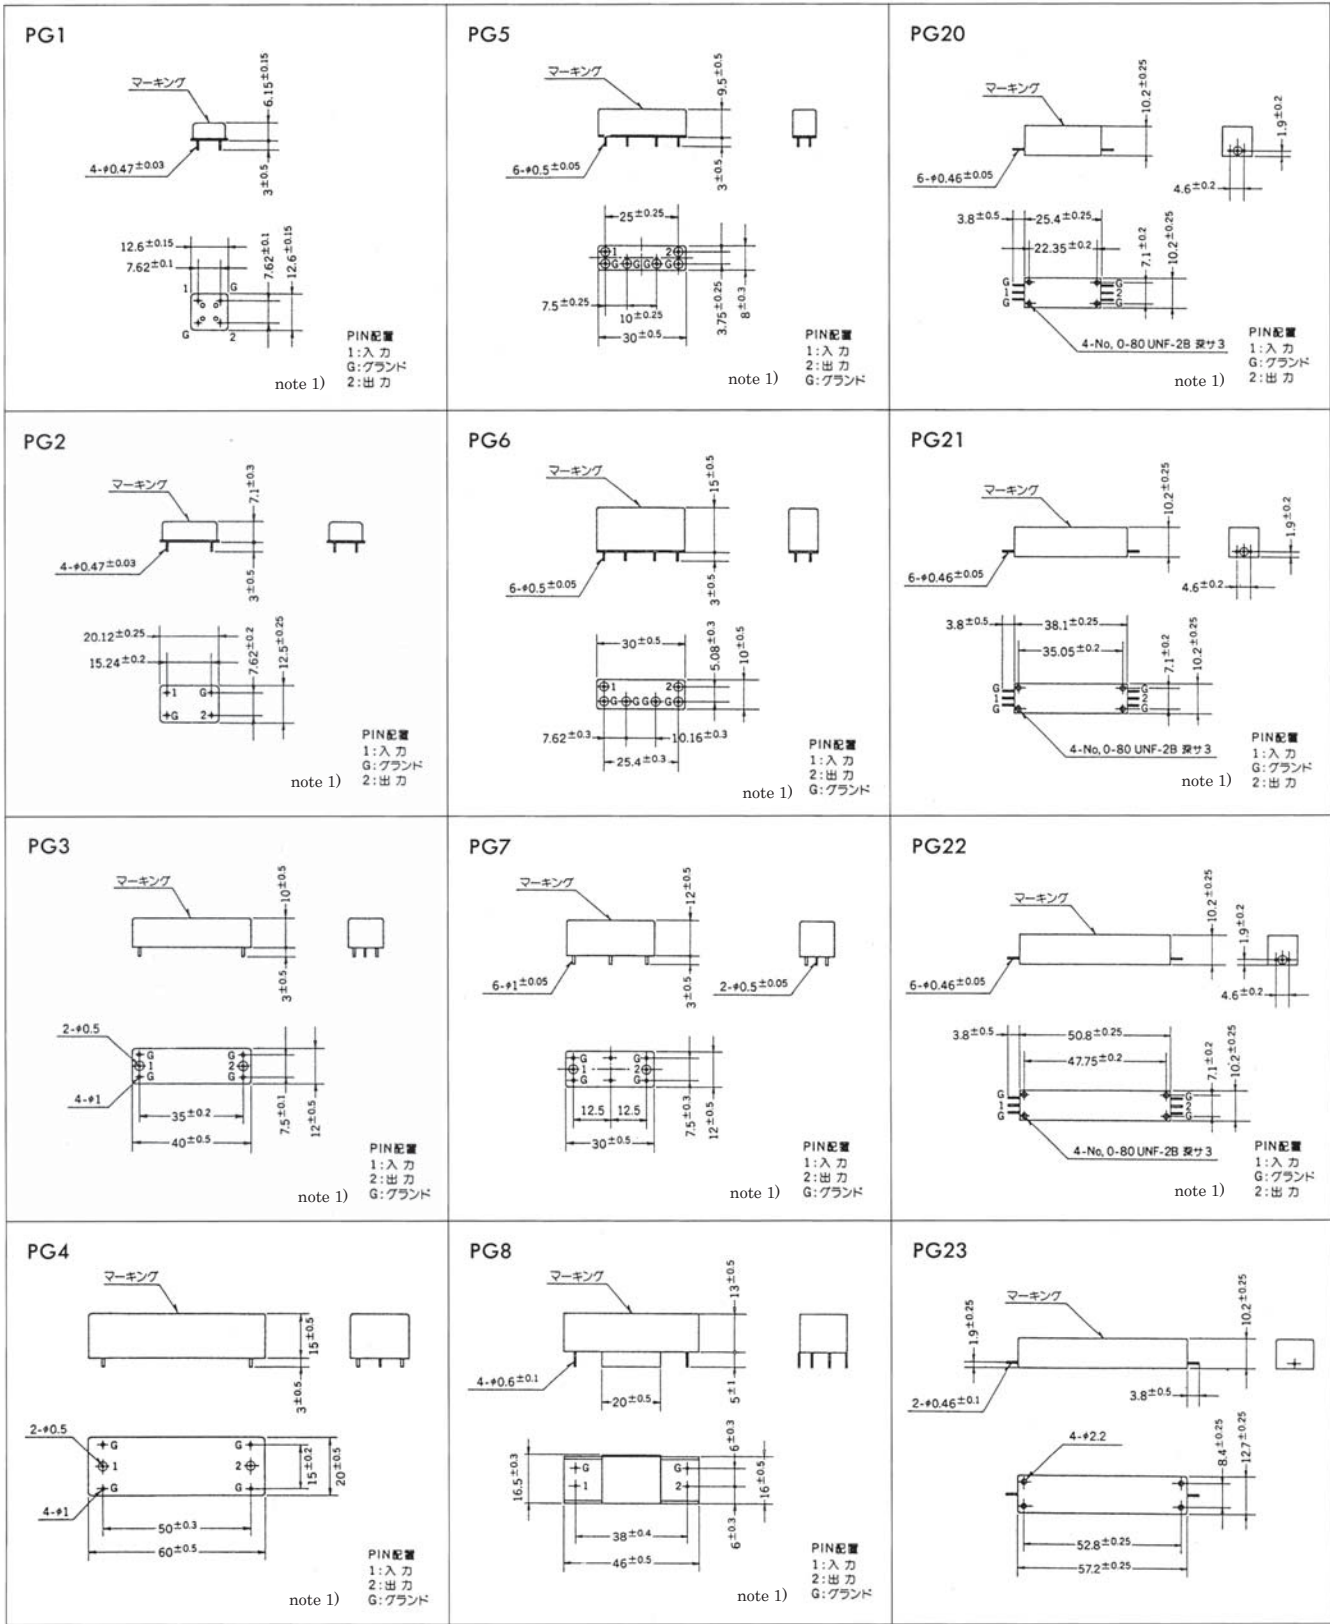 PG1
マーキング
6.15±0.15
4-φ0.47±0.03
3±0.5
12.6±0.15
7.62±0.1
7.62±0.1
12.6±0.15
1
G
G
2
PIN配置
1:入 力
G:グランド
2:出 力
note 1)
PG5
マーキング
9.5±0.5
6-φ0.5±0.05
3±0.5
25±0.25
1
2
G
G
G
G
7.5±0.25
10±0.25
30±0.5
3.75±0.25
8±0.3
PIN配置
1:入 力
2:出 力
G:グランド
note 1)
PG20
マーキング
10.2±0.25
1.9±0.2
6-φ0.46±0.05
4.6±0.2
3.8±0.5
25.4±0.25
22.35±0.2
7.1±0.2
10.2±0.25
G
1
G
G
2
G
4-No, 0-80 UNF-2B 深サ3
PIN配置
1:入 力
G:グランド
2:出 力
note 1)
PG2
マーキング
7.1±0.3
4-φ0.47±0.03
3±0.5
20.12±0.25
15.24±0.2
7.62±0.2
12.5±0.25
1
G
G
2
PIN配置
1:入 力
G:グランド
2:出 力
note 1)
PG6
マーキング
15±0.5
6-φ0.5±0.05
3±0.5
30±0.5
5.08±0.3
10±0.5
1
2
G
G
G
G
7.62±0.3
10.16±0.3
25.4±0.3
PIN配置
1:入 力
2:出 力
G:グランド
note 1)
PG21
マーキング
10.2±0.25
1.9±0.2
6-φ0.46±0.05
4.6±0.2
3.8±0.5
38.1±0.25
35.05±0.2
7.1±0.2
10.2±0.25
G
1
G
G
2
G
4-No, 0-80 UNF-2B 深サ3
PIN配置
1:入 力
G:グランド
2:出 力
note 1)
PG3
マーキング
10±0.5
3±0.5
2-φ0.5
G
1
G
G
2
G
4-φ1
35±0.2
40±0.5
7.5±0.1
12±0.5
PIN配置
1:入 力
2:出 力
G:グランド
note 1)
PG7
マーキング
12±0.5
6-φ1±0.05
3±0.5
2-φ0.5±0.05
G
1
G
G
2
G
12.5
12.5
30±0.5
7.5±0.3
12±0.5
PIN配置
1:入 力
2:出 力
G:グランド
note 1)
PG22
マーキング
10.2±0.25
1.9±0.2
6-φ0.46±0.05
4.6±0.2
3.8±0.5
50.8±0.25
47.75±0.2
7.1±0.2
10.2±0.25
G
1
G
G
2
G
4-No, 0-80 UNF-2B 深サ3
PIN配置
1:入 力
G:グランド
2:出 力
note 1)
PG4
マーキング
15±0.5
3±0.5
2-φ0.5
G
1
G
G
2
G
4-φ1
50±0.3
60±0.5
15±0.2
20±0.5
PIN配置
1:入 力
2:出 力
G:グランド
note 1)
PG8
マーキング
13±0.5
4-φ0.6±0.1
20±0.5
5±1
16.5±0.3
G
1
G
2
6±0.3
16±0.5
6±0.3
38±0.4
46±0.5
PIN配置
1:入 力
2:出 力
G:グランド
note 1)
PG23
マーキング
1.9±0.25
10.2±0.25
2-φ0.46±0.1
3.8±0.5
4-φ2.2
8.4±0.25
12.7±0.25
52.8±0.25
57.2±0.25